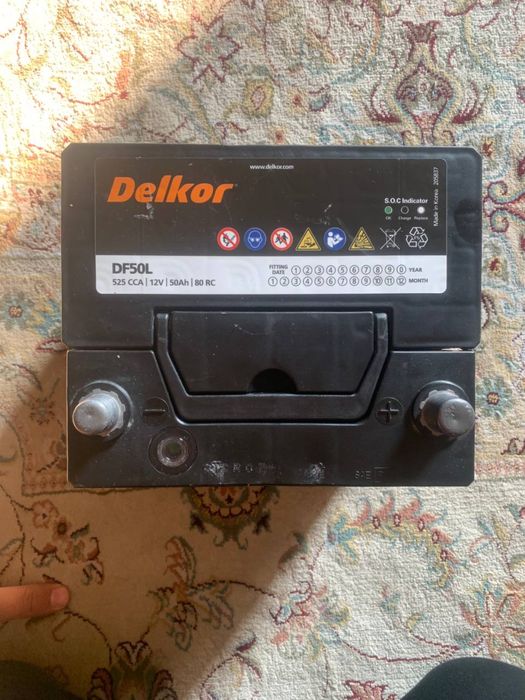 www.delkor.com
Delkor
S.O.C Indicator
OK Charge Replace
Made in Korea 205837
DF50L
525 CCA | 12V | 50Ah | 80 RC
FITTING DATE 1 2 3 4 5 6 7 8 9 0 YEAR
1 2 3 4 5 6 7 8 9 10 11 12 MONTH
− +
SAE